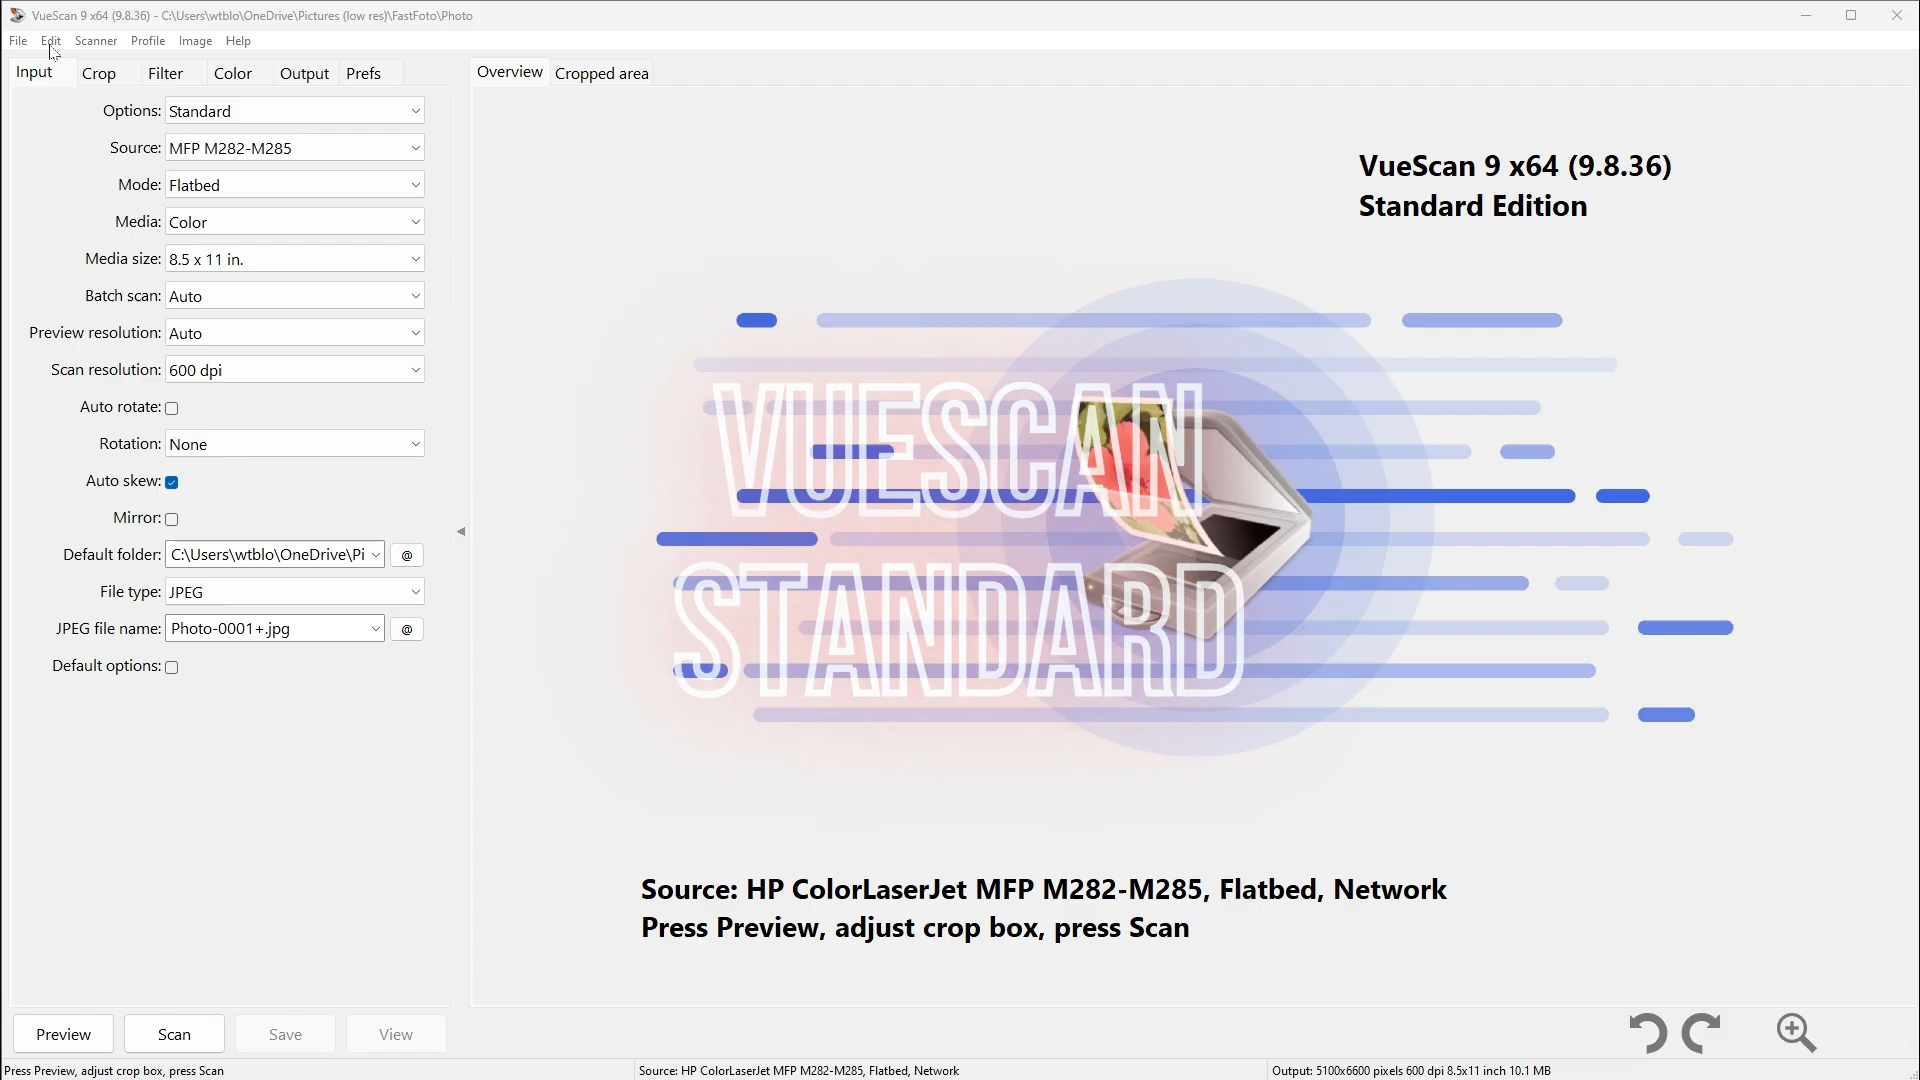 VueScan 9 x64 (9.8.36) - C:\Users\wtblo\OneDrive\Pictures (low res)\FastFoto\Photo
File Edit Scanner Profile Image Help
Input Crop Filter Color Output Prefs
Options: Standard
Source: MFP M282-M285
Mode: Flatbed
Media: Color
Media size: 8.5 x 11 in.
Batch scan: Auto
Preview resolution: Auto
Scan resolution: 600 dpi
Auto rotate:
Rotation: None
Auto skew:
Mirror:
Default folder: C:\Users\wtblo\OneDrive\Pi @
File type: JPEG
JPEG file name: Photo-0001+.jpg @
Default options:
Overview Cropped area
VueScan 9 x64 (9.8.36)
Standard Edition
VUESCAN
STANDARD
Source: HP ColorLaserJet MFP M282-M285, Flatbed, Network
Press Preview, adjust crop box, press Scan
Preview Scan Save View
Press Preview, adjust crop box, press Scan
Source: HP ColorLaserJet MFP M282-M285, Flatbed, Network
Output: 5100x6600 pixels 600 dpi 8.5x11 inch 10.1 MB